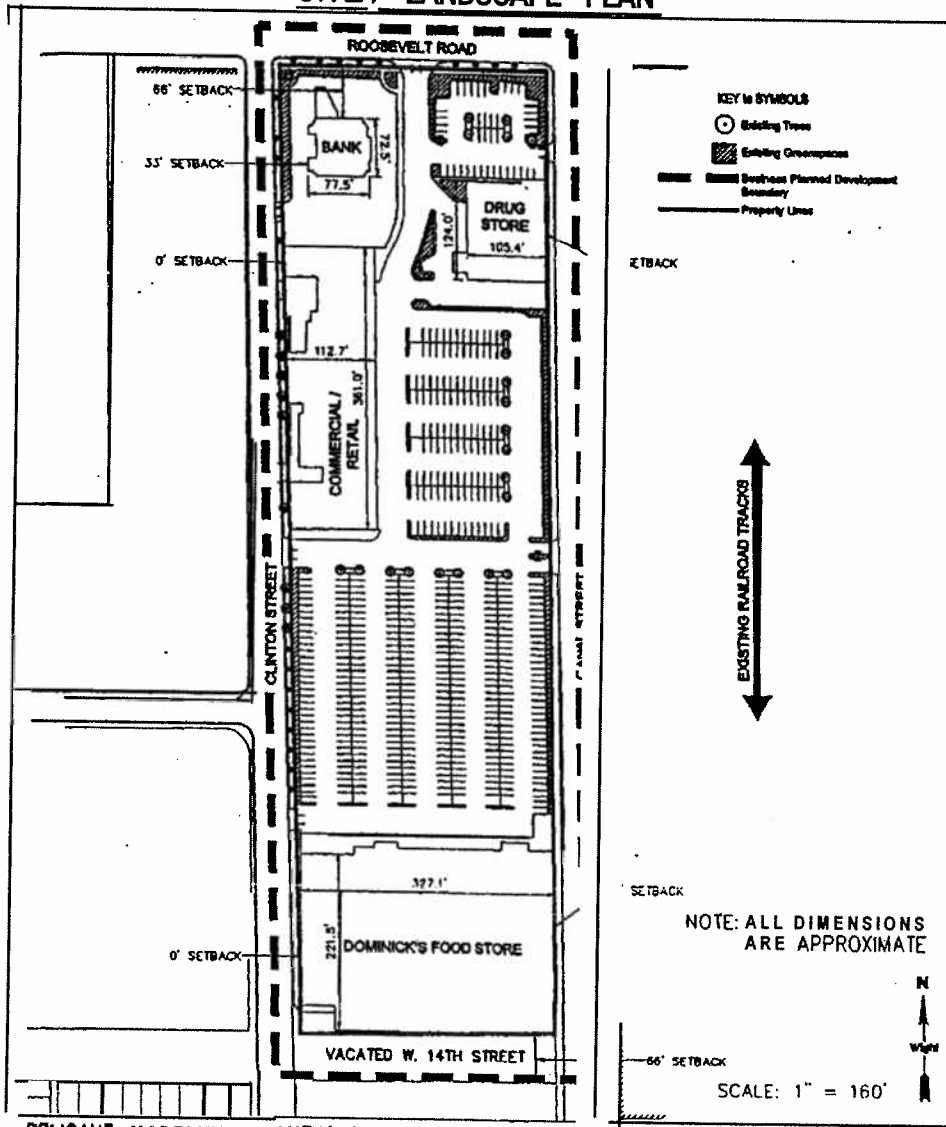 LANDSCAPE PLAN
ROOSEVELT ROAD
66' SETBACK
BANK
72.5'
77.5'
33' SETBACK
DRUG
STORE
124.0'
105.4'
0' SETBACK
ETBACK
112.7'
361.0'
COMMERCIAL /
RETAIL
CLINTON STREET
CANAL STREET
KEY to SYMBOLS
Existing Trees
Existing Greenspaces
Business Planned Development
Boundary
Property Lines
EXISTING RAILROAD TRACKS
327.1'
221.5'
DOMINICK'S FOOD STORE
0' SETBACK
SETBACK
NOTE: ALL DIMENSIONS
ARE APPROXIMATE
N
Wight
VACATED W. 14TH STREET
66' SETBACK
SCALE: 1" = 160'